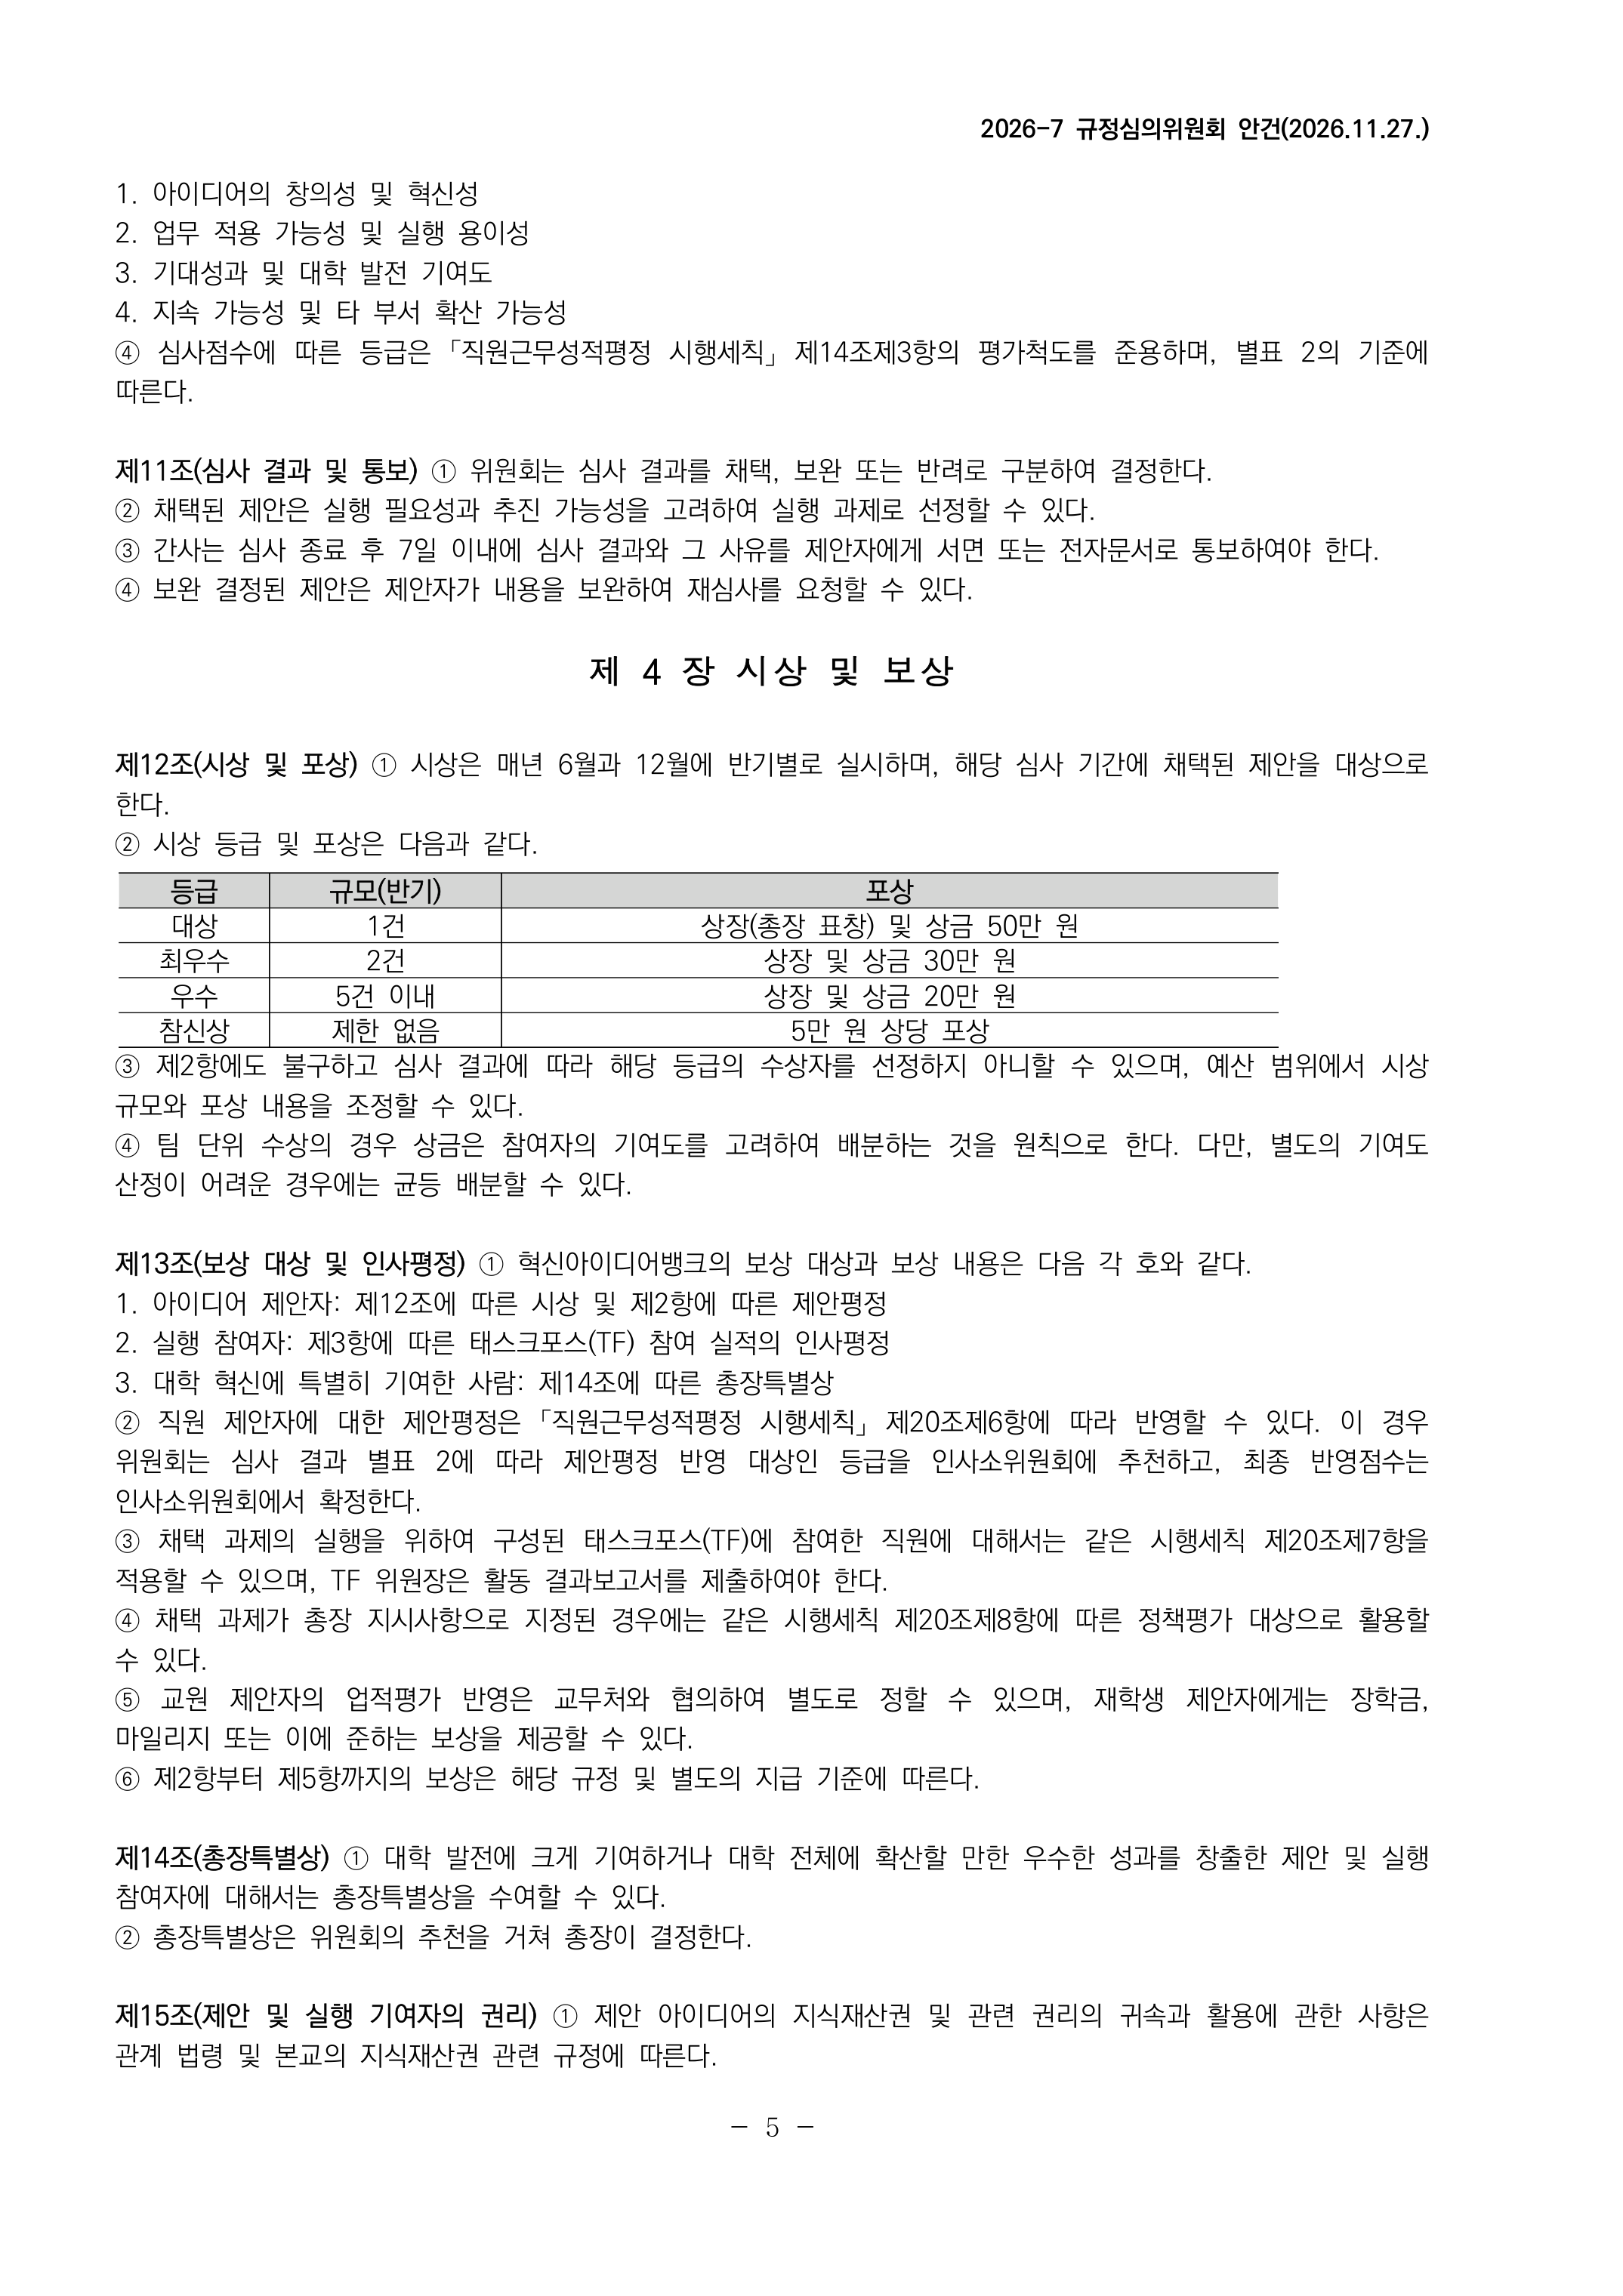 2026-7 규정심의위원회 안건(2026.11.27.)
1. 아이디어의 창의성 및 혁신성
2. 업무 적용 가능성 및 실행 용이성
3. 기대성과 및 대학 발전 기여도
4. 지속 가능성 및 타 부서 확산 가능성
④ 심사점수에 따른 등급은「직원근무성적평정 시행세칙」제14조제3항의 평가척도를 준용하며, 별표 2의 기준에
따른다.
제11조(심사 결과 및 통보) ① 위원회는 심사 결과를 채택, 보완 또는 반려로 구분하여 결정한다.
② 채택된 제안은 실행 필요성과 추진 가능성을 고려하여 실행 과제로 선정할 수 있다.
③ 간사는 심사 종료 후 7일 이내에 심사 결과와 그 사유를 제안자에게 서면 또는 전자문서로 통보하여야 한다.
④ 보완 결정된 제안은 제안자가 내용을 보완하여 재심사를 요청할 수 있다.
제 4 장 시상 및 보상
제12조(시상 및 포상) ① 시상은 매년 6월과 12월에 반기별로 실시하며, 해당 심사 기간에 채택된 제안을 대상으로
한다.
② 시상 등급 및 포상은 다음과 같다.
등급 규모(반기) 포상
대상 1건 상장(총장 표창) 및 상금 50만 원
최우수 2건 상장 및 상금 30만 원
우수 5건 이내 상장 및 상금 20만 원
참신상 제한 없음 5만 원 상당 포상
③ 제2항에도 불구하고 심사 결과에 따라 해당 등급의 수상자를 선정하지 아니할 수 있으며, 예산 범위에서 시상
규모와 포상 내용을 조정할 수 있다.
④ 팀 단위 수상의 경우 상금은 참여자의 기여도를 고려하여 배분하는 것을 원칙으로 한다. 다만, 별도의 기여도
산정이 어려운 경우에는 균등 배분할 수 있다.
제13조(보상 대상 및 인사평정) ① 혁신아이디어뱅크의 보상 대상과 보상 내용은 다음 각 호와 같다.
1. 아이디어 제안자: 제12조에 따른 시상 및 제2항에 따른 제안평정
2. 실행 참여자: 제3항에 따른 태스크포스(TF) 참여 실적의 인사평정
3. 대학 혁신에 특별히 기여한 사람: 제14조에 따른 총장특별상
② 직원 제안자에 대한 제안평정은「직원근무성적평정 시행세칙」제20조제6항에 따라 반영할 수 있다. 이 경우
위원회는 심사 결과 별표 2에 따라 제안평정 반영 대상인 등급을 인사소위원회에 추천하고, 최종 반영점수는
인사소위원회에서 확정한다.
③ 채택 과제의 실행을 위하여 구성된 태스크포스(TF)에 참여한 직원에 대해서는 같은 시행세칙 제20조제7항을
적용할 수 있으며, TF 위원장은 활동 결과보고서를 제출하여야 한다.
④ 채택 과제가 총장 지시사항으로 지정된 경우에는 같은 시행세칙 제20조제8항에 따른 정책평가 대상으로 활용할
수 있다.
⑤ 교원 제안자의 업적평가 반영은 교무처와 협의하여 별도로 정할 수 있으며, 재학생 제안자에게는 장학금,
마일리지 또는 이에 준하는 보상을 제공할 수 있다.
⑥ 제2항부터 제5항까지의 보상은 해당 규정 및 별도의 지급 기준에 따른다.
제14조(총장특별상) ① 대학 발전에 크게 기여하거나 대학 전체에 확산할 만한 우수한 성과를 창출한 제안 및 실행
참여자에 대해서는 총장특별상을 수여할 수 있다.
② 총장특별상은 위원회의 추천을 거쳐 총장이 결정한다.
제15조(제안 및 실행 기여자의 권리) ① 제안 아이디어의 지식재산권 및 관련 권리의 귀속과 활용에 관한 사항은
관계 법령 및 본교의 지식재산권 관련 규정에 따른다.
- 5 -